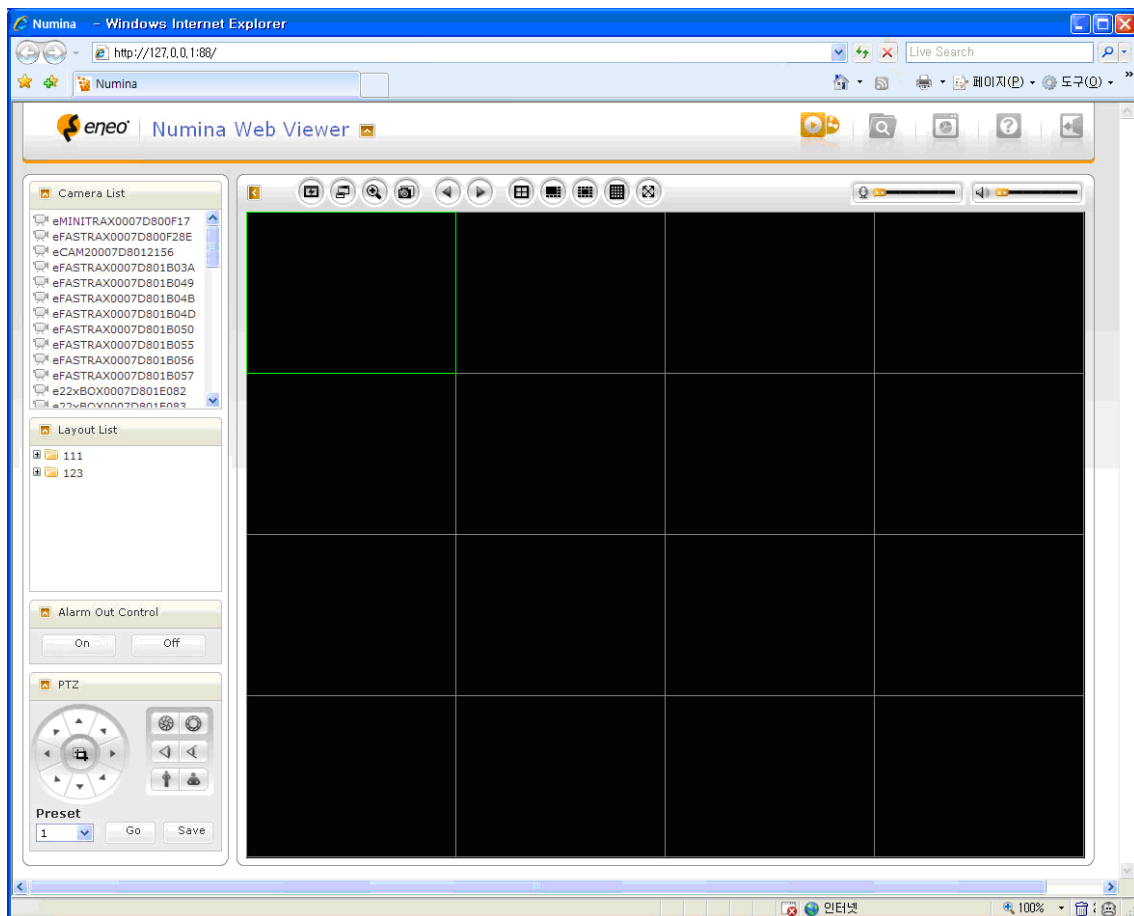 Numina - Windows Internet Explorer
http://127.0.0.1:88/
Live Search
Numina
페이지(P)
도구(O)
eneo
Numina Web Viewer
Camera List
eMINITRAX0007D800F17
eFASTRAX0007D800F28E
eCAM20007D8012156
eFASTRAX0007D801B03A
eFASTRAX0007D801B049
eFASTRAX0007D801B04B
eFASTRAX0007D801B04D
eFASTRAX0007D801B050
eFASTRAX0007D801B055
eFASTRAX0007D801B056
eFASTRAX0007D801B057
e22xBOX0007D801E082
e22xBOX0007D801E083
Layout List
111
123
Alarm Out Control
On Off
PTZ
Preset
1 Go Save
인터넷
100%